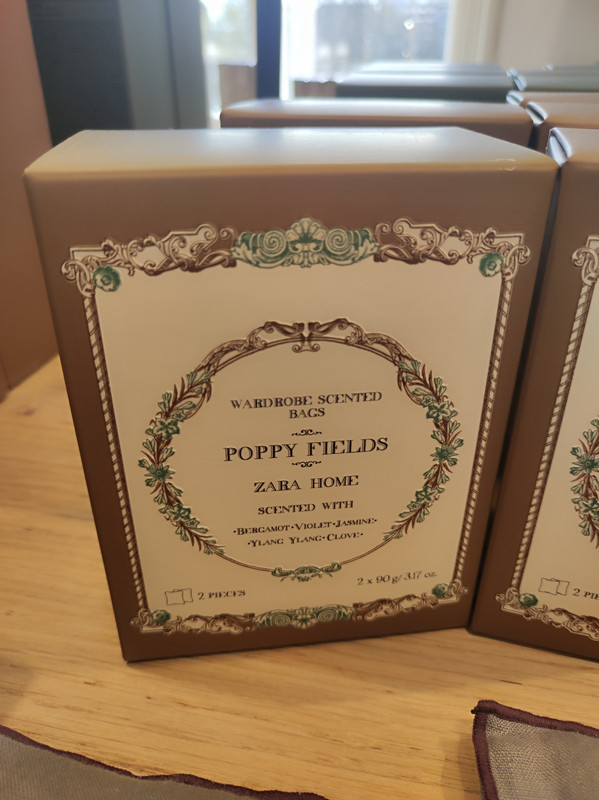 WARDROBE SCENTED
BAGS
POPPY FIELDS
ZARA HOME
SCENTED WITH
·BERGAMOT·VIOLET·JASMINE·
·YLANG YLANG·CLOVE·
2 x 90 g/ 3.17 oz.
2 PIECES
2 PIE